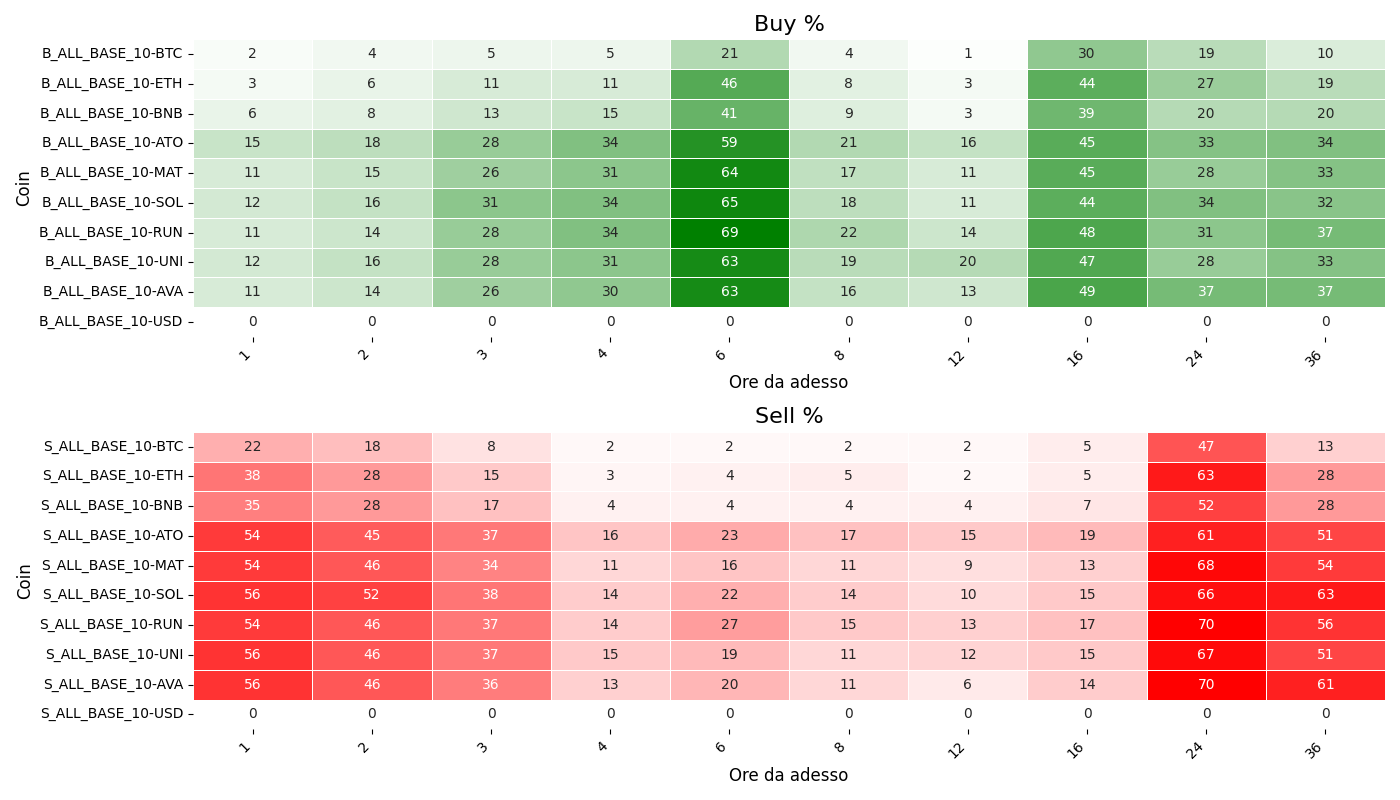 Buy %
Coin
B_ALL_BASE_10-BTC 2 4 5 5 21 4 1 30 19 10
B_ALL_BASE_10-ETH 3 6 11 11 46 8 3 44 27 19
B_ALL_BASE_10-BNB 6 8 13 15 41 9 3 39 20 20
B_ALL_BASE_10-ATO 15 18 28 34 59 21 16 45 33 34
B_ALL_BASE_10-MAT 11 15 26 31 64 17 11 45 28 33
B_ALL_BASE_10-SOL 12 16 31 34 65 18 11 44 34 32
B_ALL_BASE_10-RUN 11 14 28 34 69 22 14 48 31 37
B_ALL_BASE_10-UNI 12 16 28 31 63 19 20 47 28 33
B_ALL_BASE_10-AVA 11 14 26 30 63 16 13 49 37 37
B_ALL_BASE_10-USD 0 0 0 0 0 0 0 0 0 0
1 2 3 4 6 8 12 16 24 36
Ore da adesso
Sell %
Coin
S_ALL_BASE_10-BTC 22 18 8 2 2 2 2 5 47 13
S_ALL_BASE_10-ETH 38 28 15 3 4 5 2 5 63 28
S_ALL_BASE_10-BNB 35 28 17 4 4 4 4 7 52 28
S_ALL_BASE_10-ATO 54 45 37 16 23 17 15 19 61 51
S_ALL_BASE_10-MAT 54 46 34 11 16 11 9 13 68 54
S_ALL_BASE_10-SOL 56 52 38 14 22 14 10 15 66 63
S_ALL_BASE_10-RUN 54 46 37 14 27 15 13 17 70 56
S_ALL_BASE_10-UNI 56 46 37 15 19 11 12 15 67 51
S_ALL_BASE_10-AVA 56 46 36 13 20 11 6 14 70 61
S_ALL_BASE_10-USD 0 0 0 0 0 0 0 0 0 0
1 2 3 4 6 8 12 16 24 36
Ore da adesso